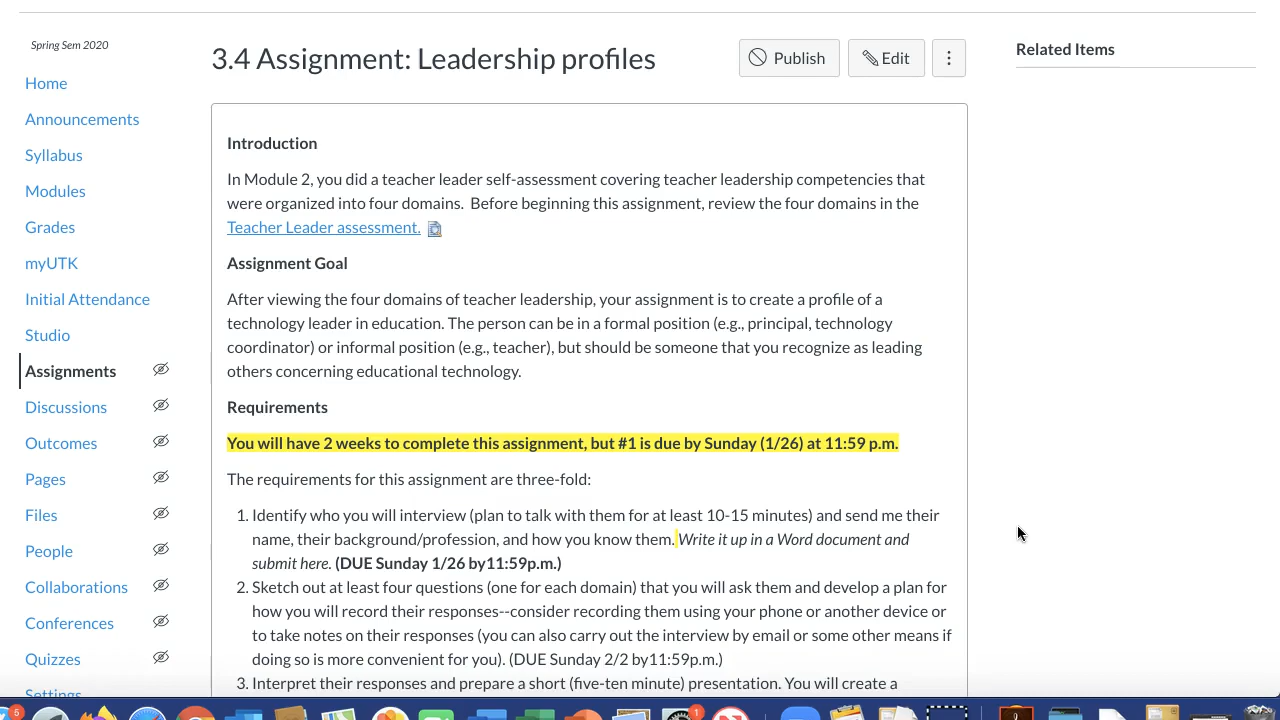 Spring Sem 2020
Home
Announcements
Syllabus
Modules
Grades
myUTK
Initial Attendance
Studio
Assignments
Discussions
Outcomes
Pages
Files
People
Collaborations
Conferences
Quizzes
Settings
3.4 Assignment: Leadership profiles
Publish
Edit
Introduction
In Module 2, you did a teacher leader self-assessment covering teacher leadership competencies that
were organized into four domains.  Before beginning this assignment, review the four domains in the
Teacher Leader assessment.
Assignment Goal
After viewing the four domains of teacher leadership, your assignment is to create a profile of a
technology leader in education. The person can be in a formal position (e.g., principal, technology
coordinator) or informal position (e.g., teacher), but should be someone that you recognize as leading
others concerning educational technology.
Requirements
You will have 2 weeks to complete this assignment, but #1 is due by Sunday (1/26) at 11:59 p.m.
The requirements for this assignment are three-fold:
1. Identify who you will interview (plan to talk with them for at least 10-15 minutes) and send me their
name, their background/profession, and how you know them. Write it up in a Word document and
submit here. (DUE Sunday 1/26 by11:59p.m.)
2. Sketch out at least four questions (one for each domain) that you will ask them and develop a plan for
how you will record their responses--consider recording them using your phone or another device or
to take notes on their responses (you can also carry out the interview by email or some other means if
doing so is more convenient for you). (DUE Sunday 2/2 by11:59p.m.)
3. Interpret their responses and prepare a short (five-ten minute) presentation. You will create a
Related Items
5
1